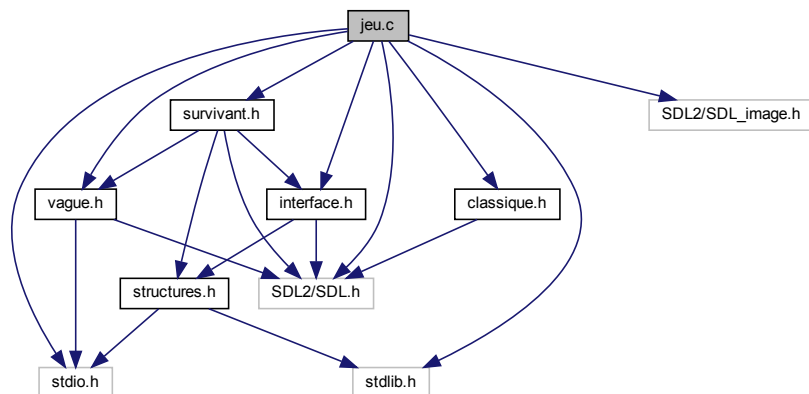 jeu.c
SDL2/SDL_image.h
survivant.h
vague.h
interface.h
classique.h
structures.h
SDL2/SDL.h
stdio.h
stdlib.h